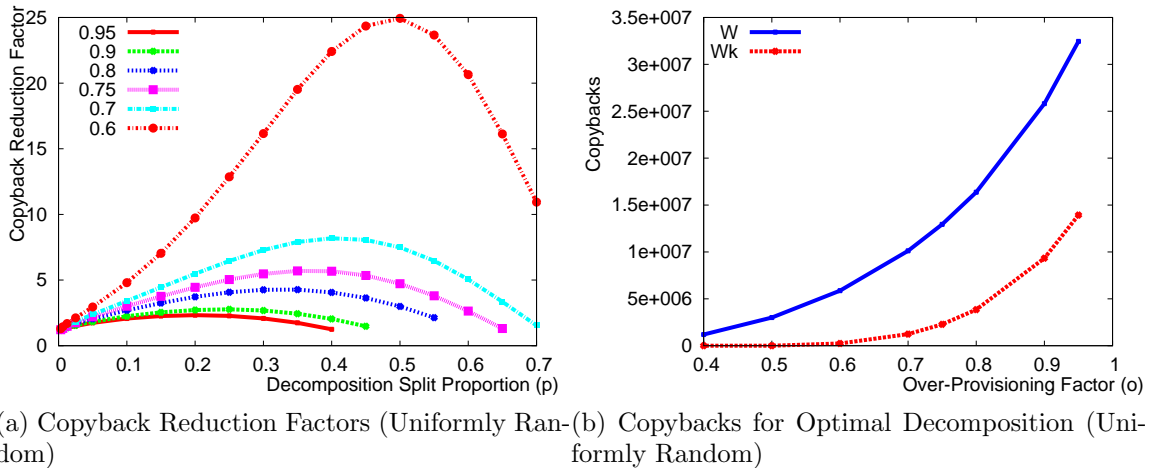 Copyback Reduction Factor
25
20
15
10
5
0
0.95
0.9
0.8
0.75
0.7
0.6
0 0.1 0.2 0.3 0.4 0.5 0.6 0.7
Decomposition Split Proportion (p)
Copybacks
3.5e+007
3e+007
2.5e+007
2e+007
1.5e+007
1e+007
5e+006
0
W
Wk
0.4 0.5 0.6 0.7 0.8 0.9 1
Over-Provisioning Factor (o)
(a) Copyback Reduction Factors (Uniformly Ran-
dom)
(b) Copybacks for Optimal Decomposition (Uni-
formly Random)